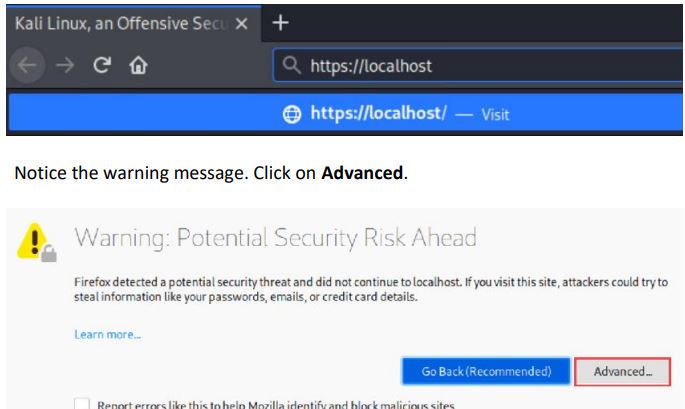 Kali Linux, an Offensive Secu
https://localhost
https://localhost/ — Visit
Notice the warning message. Click on Advanced.
Warning: Potential Security Risk Ahead
Firefox detected a potential security threat and did not continue to localhost. If you visit this site, attackers could try to
steal information like your passwords, emails, or credit card details.
Learn more…
Go Back (Recommended) Advanced…
Report errors like this to help Mozilla identify and block malicious sites